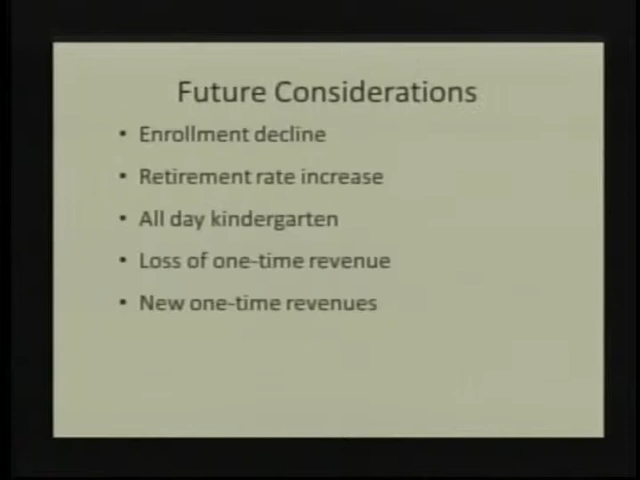 Future Considerations
• Enrollment decline
• Retirement rate increase
• All day kindergarten
• Loss of one-time revenue
• New one-time revenues